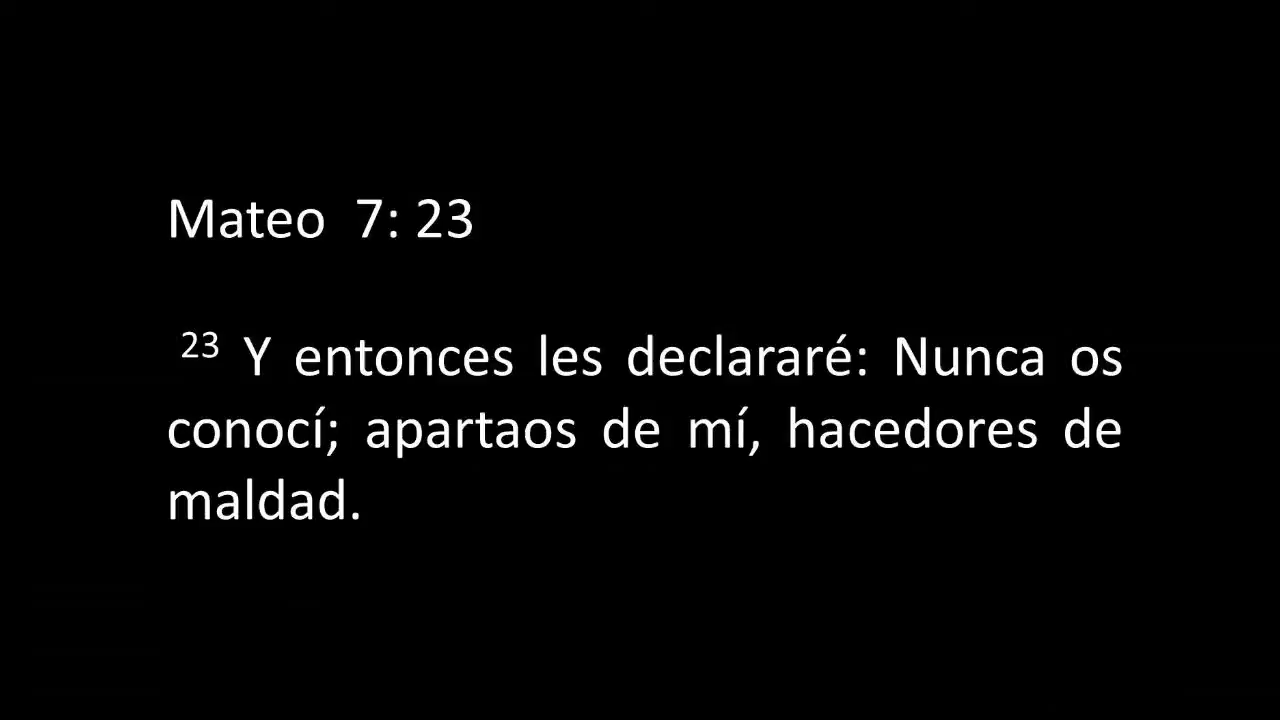 Mateo 7: 23
23 Y entonces les declararé: Nunca os
conocí; apartaos de mí, hacedores de
maldad.